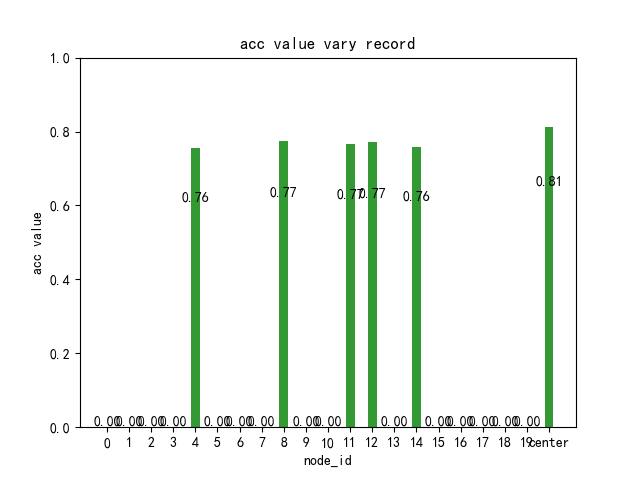 acc value vary record
1.0
0.8
0.6
0.4
0.2
0.0
acc value
0.00 0.00 0.00 0.00 0.76 0.00 0.00 0.00 0.77 0.00 0.00 0.77 0.77 0.00 0.76 0.00 0.00 0.00 0.00 0.00 0.81
0 1 2 3 4 5 6 7 8 9 10 11 12 13 14 15 16 17 18 19 center
node_id